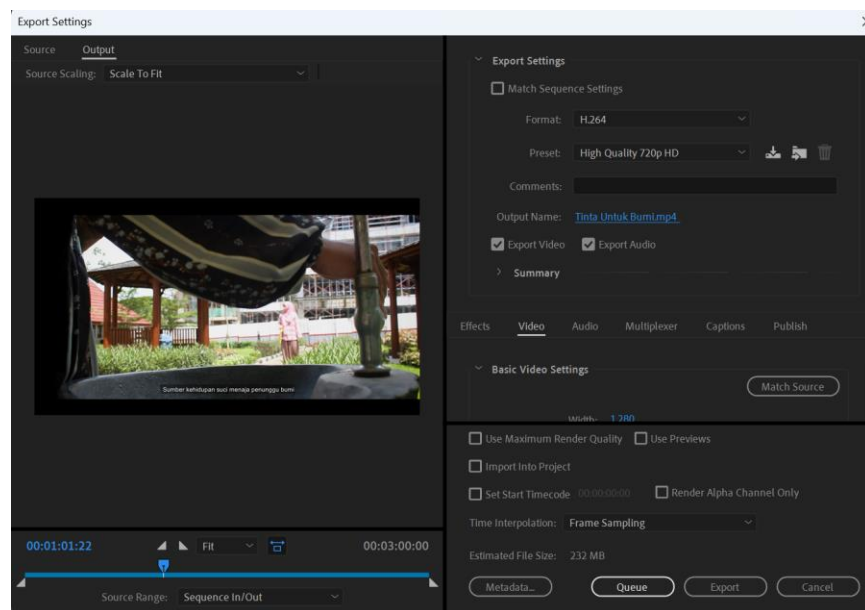 Export Settings
Source Output
Source Scaling: Scale To Fit
Sumber kehidupan suci menaja penunggu bumi
00:01:01:22 Fit 00:03:00:00
Source Range: Sequence In/Out
Export Settings
Match Sequence Settings
Format: H.264
Preset: High Quality 720p HD
Comments:
Output Name: Tinta Untuk Bumi.mp4
Export Video Export Audio
Summary
Effects Video Audio Multiplexer Captions Publish
Basic Video Settings
Match Source
Width: 1.280
Use Maximum Render Quality Use Previews
Import Into Project
Set Start Timecode 00:00:00:00 Render Alpha Channel Only
Time Interpolation: Frame Sampling
Estimated File Size: 232 MB
Metadata... Queue Export Cancel